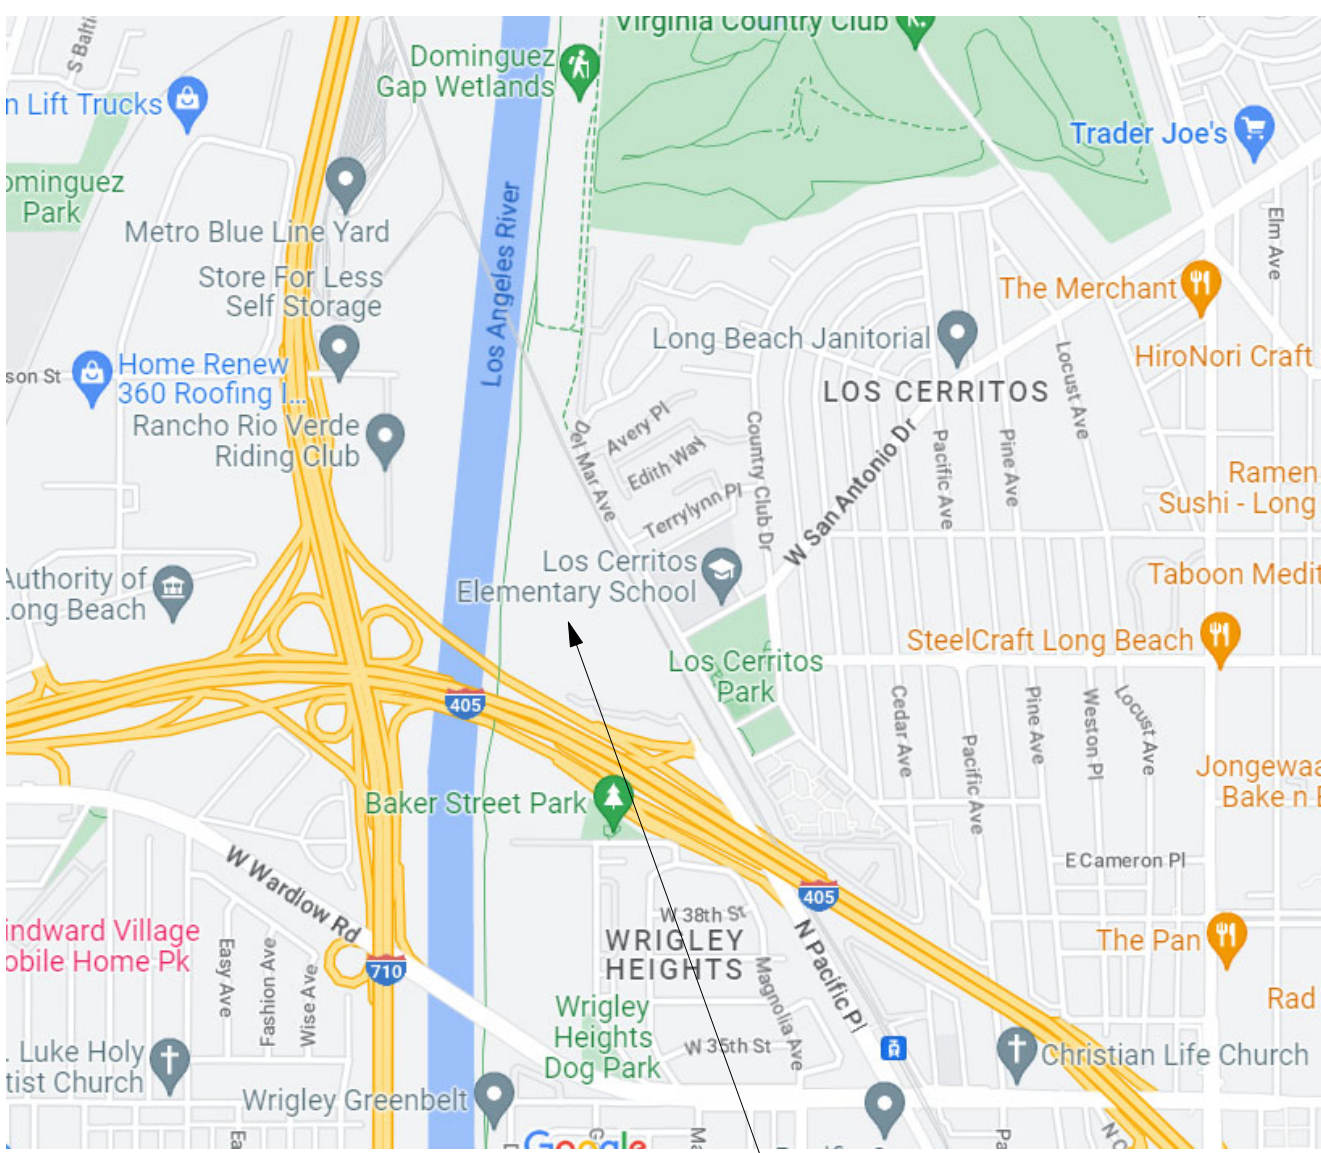 Virginia Country Club
Dominguez
Gap Wetlands
S Balti
n Lift Trucks
Trader Joe's
ominguez
Park
Metro Blue Line Yard
Store For Less
Self Storage
Los Angeles River
Elm Ave
The Merchant
Long Beach Janitorial
HiroNori Craft
son St
Home Renew
360 Roofing I...
LOS CERRITOS
Locust Ave
Rancho Rio Verde
Riding Club
Avery Pl
Del Mar Ave
Edith Way
Terrylynn Pl
Country Club Dr
W San Antonio Dr
Pacific Ave
Pine Ave
Ramen
Sushi - Long
Los Cerritos
Elementary School
Authority of
Long Beach
Taboon Medit
SteelCraft Long Beach
Los Cerritos
Park
405
Cedar Ave
Pacific Ave
Pine Ave
Weston Pl
Locust Ave
Jongewaa
Bake n B
Baker Street Park
E Cameron Pl
W Wardlow Rd
405
W 38th St
WRIGLEY
HEIGHTS
N Pacific Pl
The Pan
indward Village
obile Home Pk
710
Easy Ave
Fashion Ave
Wise Ave
Magnolia Ave
Wrigley
Heights
Dog Park
W 35th St
Rad
. Luke Holy
tist Church
Christian Life Church
Wrigley Greenbelt
Google
Ea
Ma
Pa